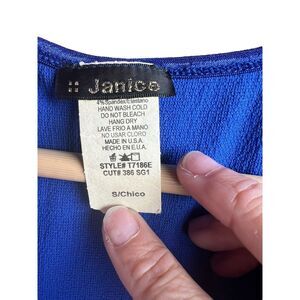 :: Janice
4% Spandex/Elastano
HAND WASH COLD
DO NOT BLEACH
HANG DRY
LAVE FRIO A MANO
NO USAR CLORO
MADE IN U.S.A.
HECHO EN U.S.A.
STYLE# T7186E
CUT# 386 SG1
S/Chico